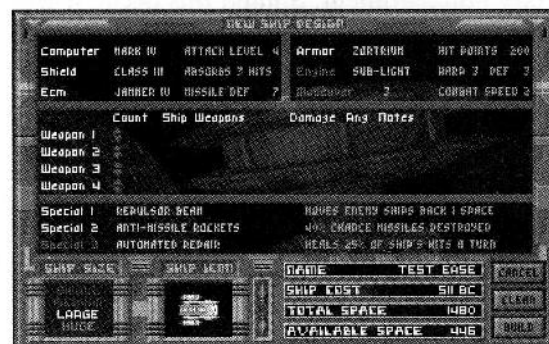 NEW SHIP DESIGN
Computer MARK IV ATTACK LEVEL 4
Shield CLASS III ABSORBS 3 HITS
Ecm JAMMER IV MISSILE DEF 7
Armor ZORTRIUM HIT POINTS 200
Engine SUB-LIGHT WARP 3 DEF 3
Maneuver 2 COMBAT SPEED 2
Count Ship Weapons Damage Rng Notes
Weapon 1
Weapon 2
Weapon 3
Weapon 4
Special 1 REPULSOR BEAM MOVES ENEMY SHIPS BACK 1 SPACE
Special 2 ANTI-MISSILE ROCKETS 40% CHANCE MISSILES DESTROYED
Special 3 AUTOMATED REPAIR HEALS 25% OF SHIP'S HITS A TURN
SHIP SIZE
LARGE
HUGE
SHIP ICON
NAME TEST EASE
SHIP COST 511 BC
TOTAL SPACE 1480
AVAILABLE SPACE 446
CANCEL
CLEAR
BUILD